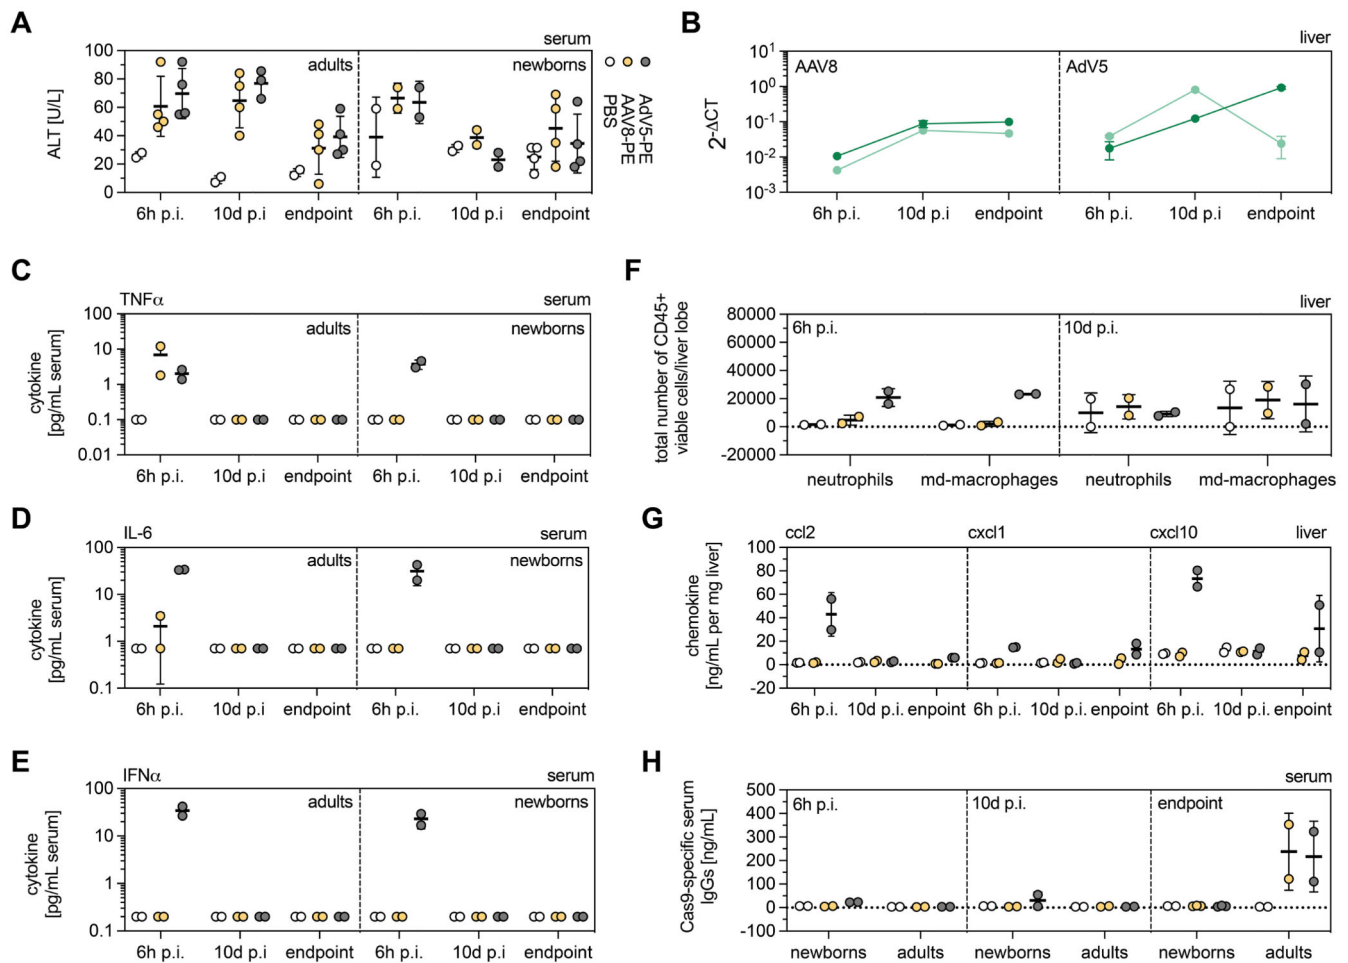 A
serum
ALT [U/L]
100
80
60
40
20
0
adults
newborns
6h p.i.
10d p.i
endpoint
6h p.i.
10d p.i.
endpoint
PBS
AAV8-PE
AdV5-PE
B
liver
2-ΔCT
10¹
10⁰
10⁻¹
10⁻²
10⁻³
AAV8
AdV5
6h p.i.
10d p.i
endpoint
6h p.i.
10d p.i
endpoint
C
TNFα
serum
cytokine
[pg/mL serum]
100
10
1
0.1
0.01
adults
newborns
6h p.i.
10d p.i
endpoint
6h p.i.
10d p.i
endpoint
F
liver
total number of CD45+
viable cells/liver lobe
80000
60000
40000
20000
0
-20000
6h p.i.
10d p.i.
neutrophils
md-macrophages
neutrophils
md-macrophages
D
IL-6
serum
cytokine
[pg/mL serum]
100
10
1
0.1
adults
newborns
6h p.i.
10d p.i
endpoint
6h p.i.
10d p.i
endpoint
G
ccl2
cxcl1
cxcl10
liver
chemokine
[ng/mL per mg liver]
100
80
60
40
20
0
-20
6h p.i.
10d p.i.
enpoint
6h p.i.
10d p.i.
enpoint
6h p.i.
10d p.i.
enpoint
E
IFNα
serum
cytokine
[pg/mL serum]
100
10
1
0.1
adults
newborns
6h p.i.
10d p.i
endpoint
6h p.i.
10d p.i
endpoint
H
serum
Cas9-specific serum
IgGs [ng/mL]
500
400
300
200
100
0
-100
6h p.i.
10d p.i.
endpoint
newborns
adults
newborns
adults
newborns
adults